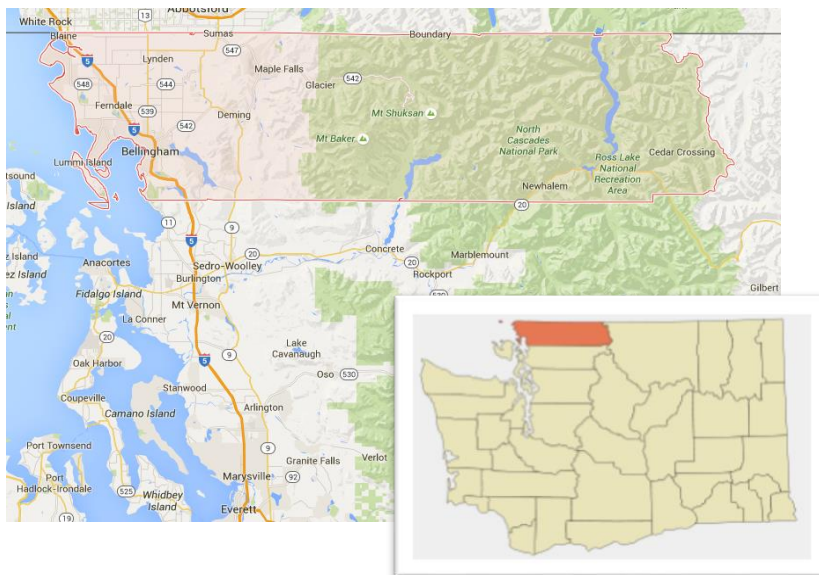 Abbotsford
White Rock
13
Blaine
Sumas
Boundary
5
547
Lynden
Maple Falls
548
544
Glacier
542
Ferndale
539
Mt Shuksan
Deming
5
542
Mt Baker
North
Cascades
National Park
Bellingham
Lummi Island
Ross Lake
National
Recreation
Area
Cedar Crossing
tsound
Newhalem
Island
20
11
9
5
z Island
Concrete
Marblemount
20
Anacortes
Sedro-Woolley
20
ez Island
Burlington
Rockport
Fidalgo Island
530
Gilbert
Mt Vernon
La Conner
20
Lake
Cavanaugh
9
5
Oak Harbor
Oso
530
Stanwood
Coupeville
Camano Island
Arlington
9
Port Townsend
Granite Falls
Verlot
Port
Hadlock-Irondale
Marysville
92
525
Whidbey
Island
19
Everett